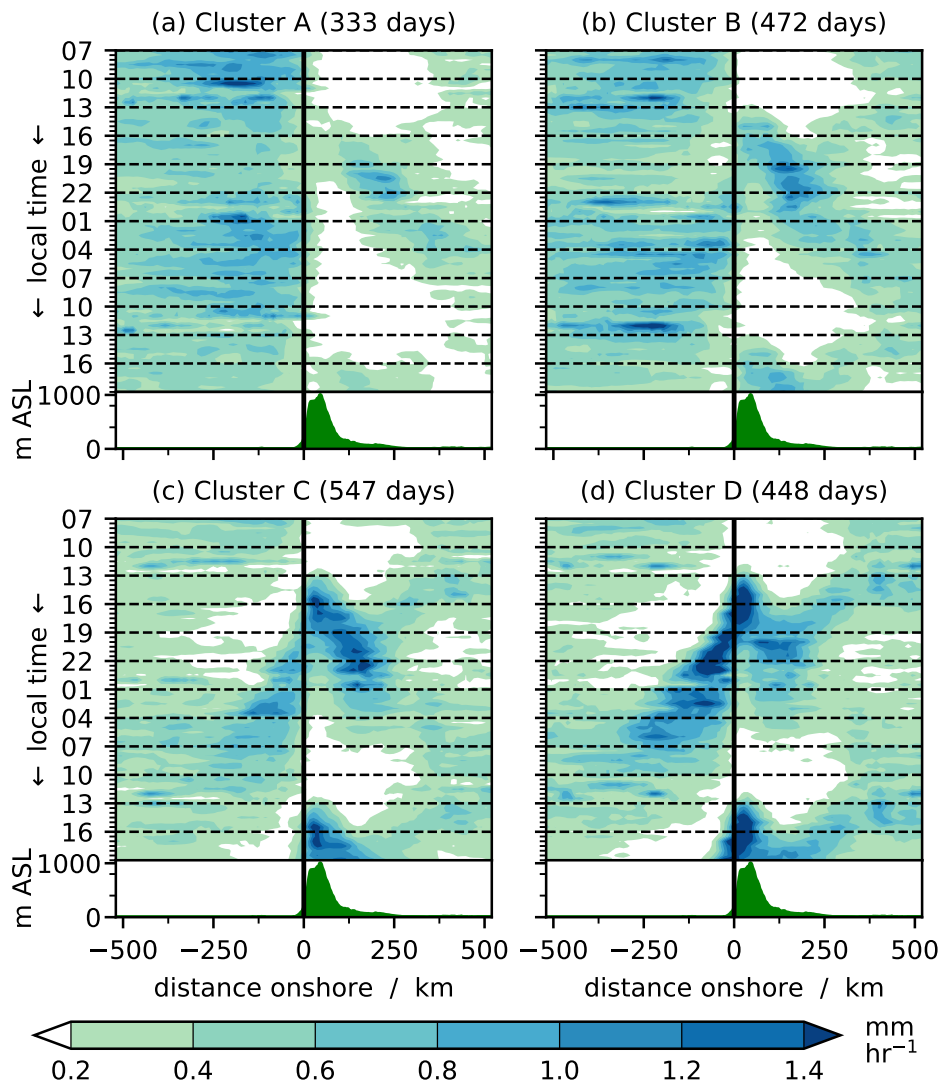 (a) Cluster A (333 days)
(b) Cluster B (472 days)
07
10
13
16
19
22
01
04
07
10
13
16
← local time ←
1000
0
m ASL
(c) Cluster C (547 days)
(d) Cluster D (448 days)
07
10
13
16
19
22
01
04
07
10
13
16
← local time ←
1000
0
m ASL
−500 −250 0 250 500
−500 −250 0 250 500
distance onshore / km
distance onshore / km
0.2 0.4 0.6 0.8 1.0 1.2 1.4
mm
hr⁻¹